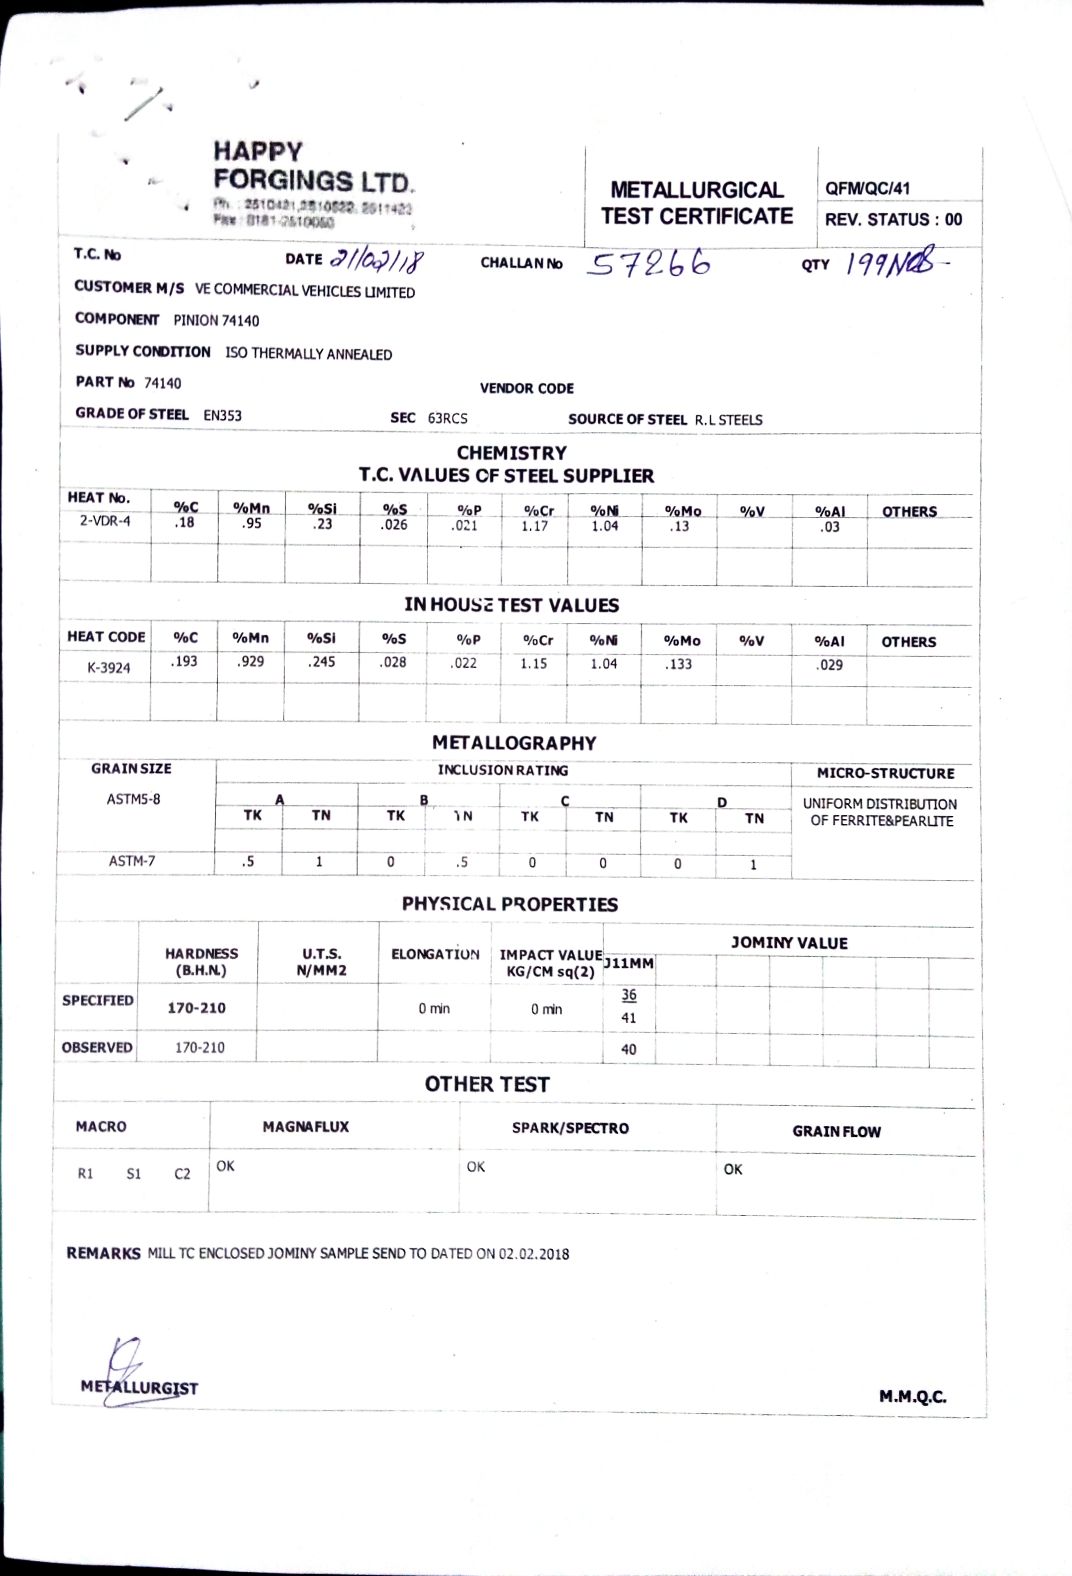 HAPPY
FORGINGS LTD.
Ph. : 2510421,2510522, 2511423
Fax : 0161-2510050
METALLURGICAL
TEST CERTIFICATE
QFM/QC/41
REV. STATUS : 00
T.C. No DATE 21/02/18 CHALLAN No 57266 QTY 199NOS-
CUSTOMER M/S VE COMMERCIAL VEHICLES LIMITED
COMPONENT PINION 74140
SUPPLY CONDITION ISO THERMALLY ANNEALED
PART No 74140 VENDOR CODE
GRADE OF STEEL EN353 SEC 63RCS SOURCE OF STEEL R.L STEELS
CHEMISTRY
T.C. VALUES OF STEEL SUPPLIER
HEAT No. %C %Mn %Si %S %P %Cr %Ni %Mo %V %Al OTHERS
2-VDR-4 .18 .95 .23 .026 .021 1.17 1.04 .13 .03
IN HOUSE TEST VALUES
HEAT CODE %C %Mn %Si %S %P %Cr %Ni %Mo %V %Al OTHERS
K-3924 .193 .929 .245 .028 .022 1.15 1.04 .133 .029
METALLOGRAPHY
GRAIN SIZE INCLUSION RATING MICRO-STRUCTURE
ASTM5-8 A B C D UNIFORM DISTRIBUTION
TK TN TK TN TK TN TK TN OF FERRITE&PEARLITE
ASTM-7 .5 1 0 .5 0 0 0 1
PHYSICAL PROPERTIES
HARDNESS U.T.S. ELONGATION IMPACT VALUE JOMINY VALUE
(B.H.N.) N/MM2 KG/CM sq(2) J11MM
SPECIFIED 170-210 0 min 0 min 36
41
OBSERVED 170-210 40
OTHER TEST
MACRO MAGNAFLUX SPARK/SPECTRO GRAIN FLOW
R1 S1 C2 OK OK OK
REMARKS MILL TC ENCLOSED JOMINY SAMPLE SEND TO DATED ON 02.02.2018
METALLURGIST M.M.Q.C.